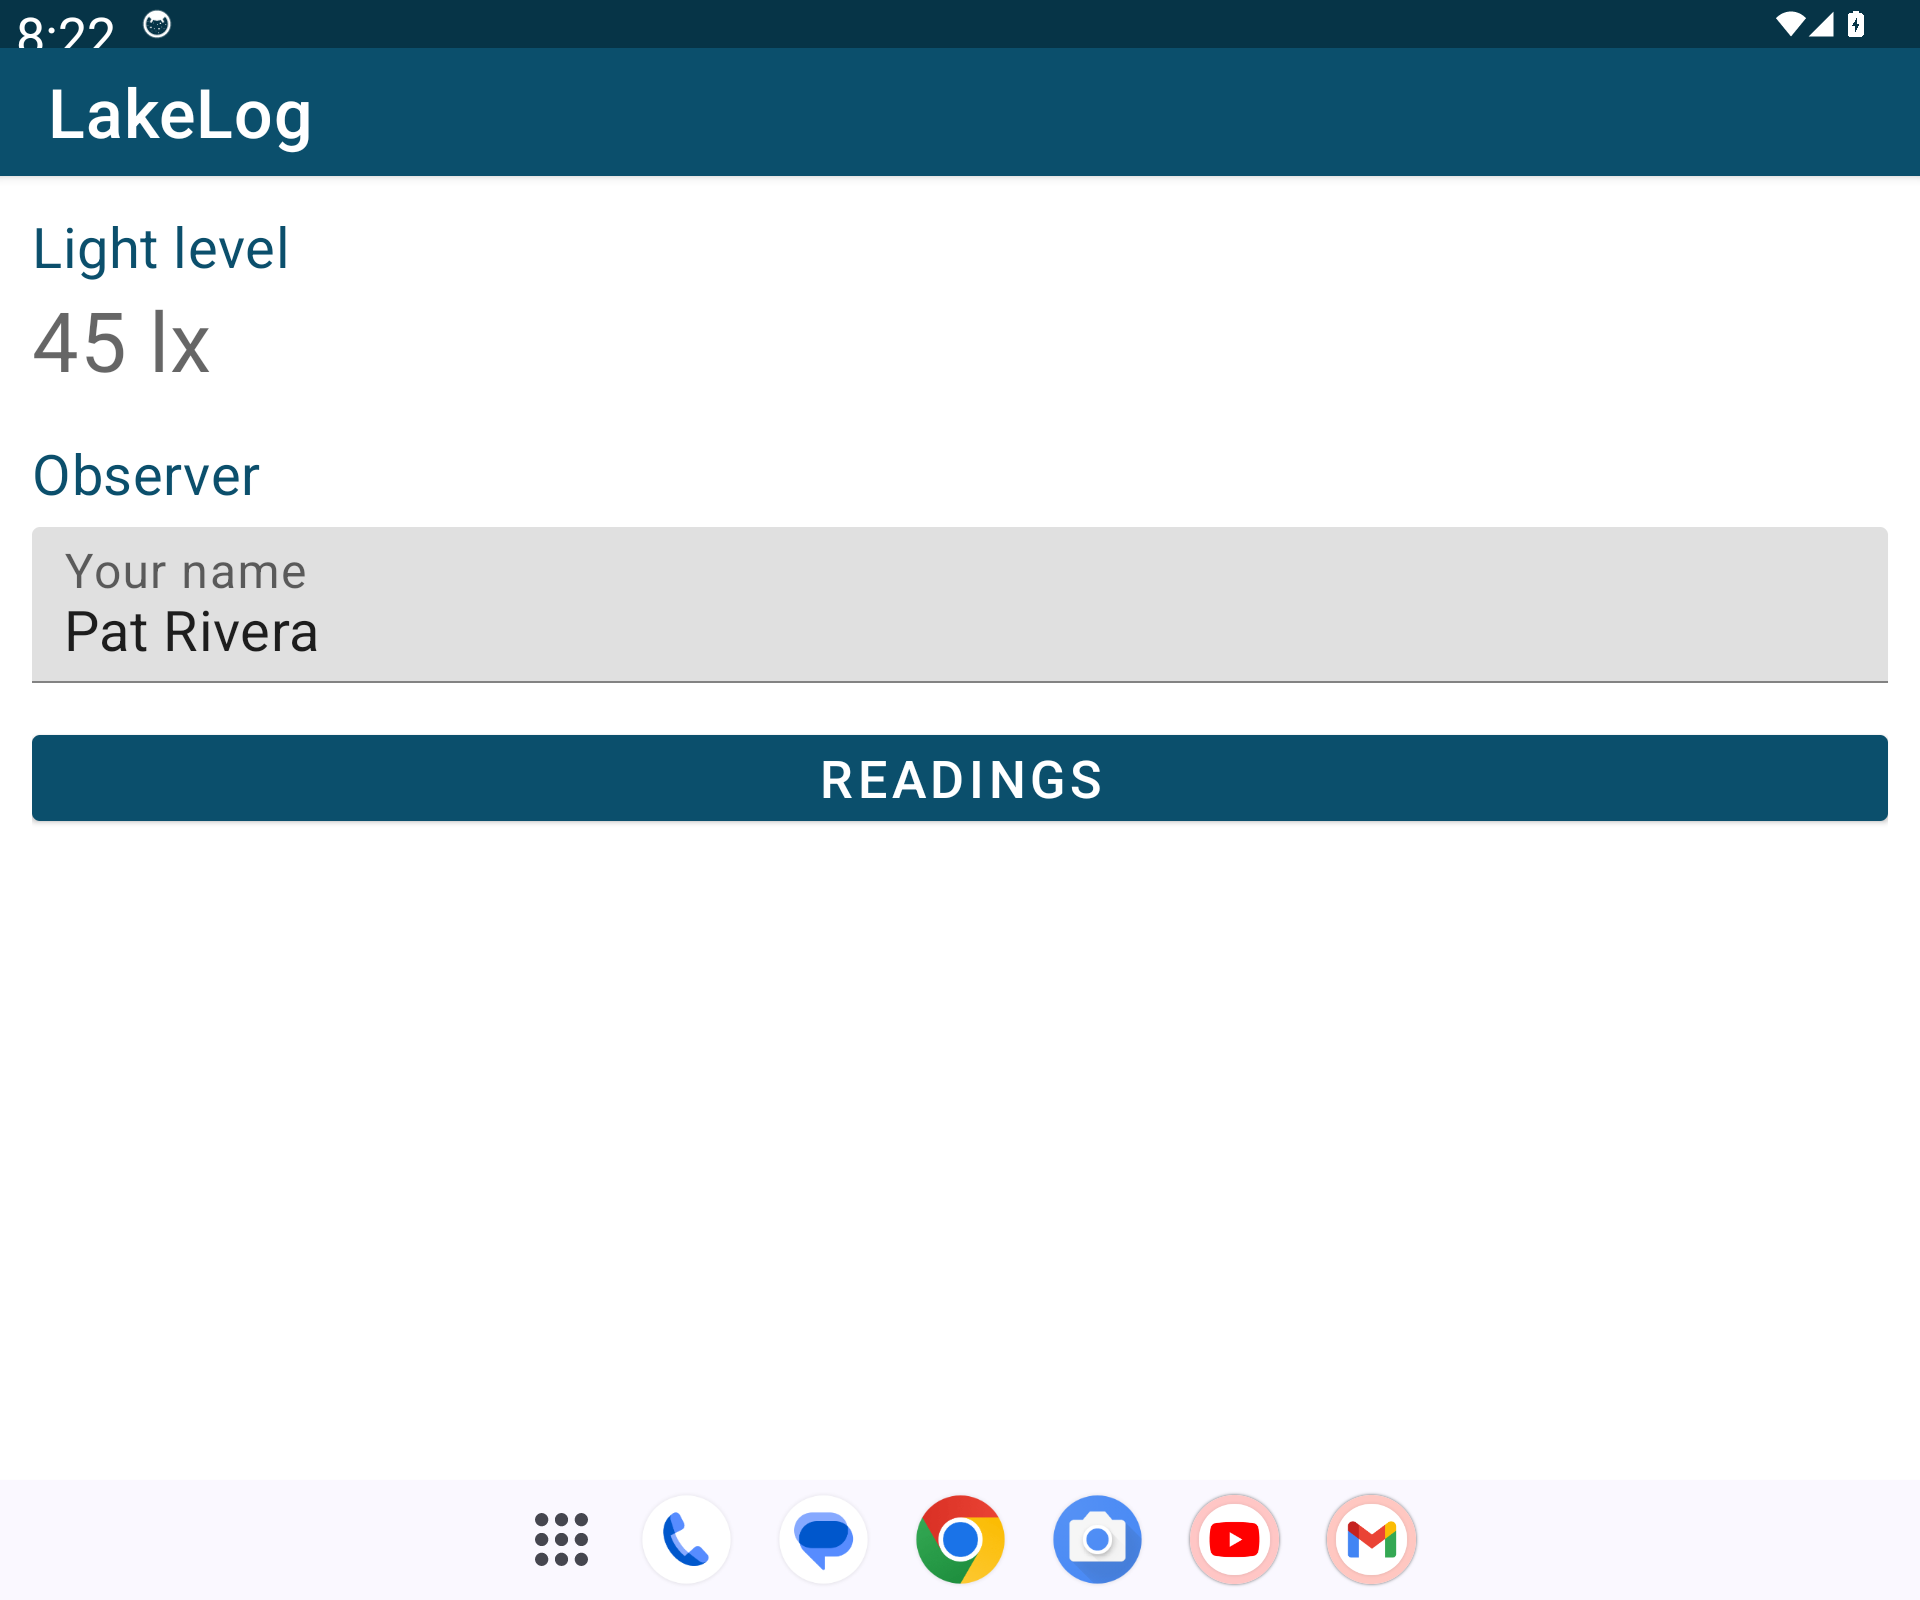 8:22
LakeLog
Light level
45 lx
Observer
Your name
Pat Rivera
READINGS